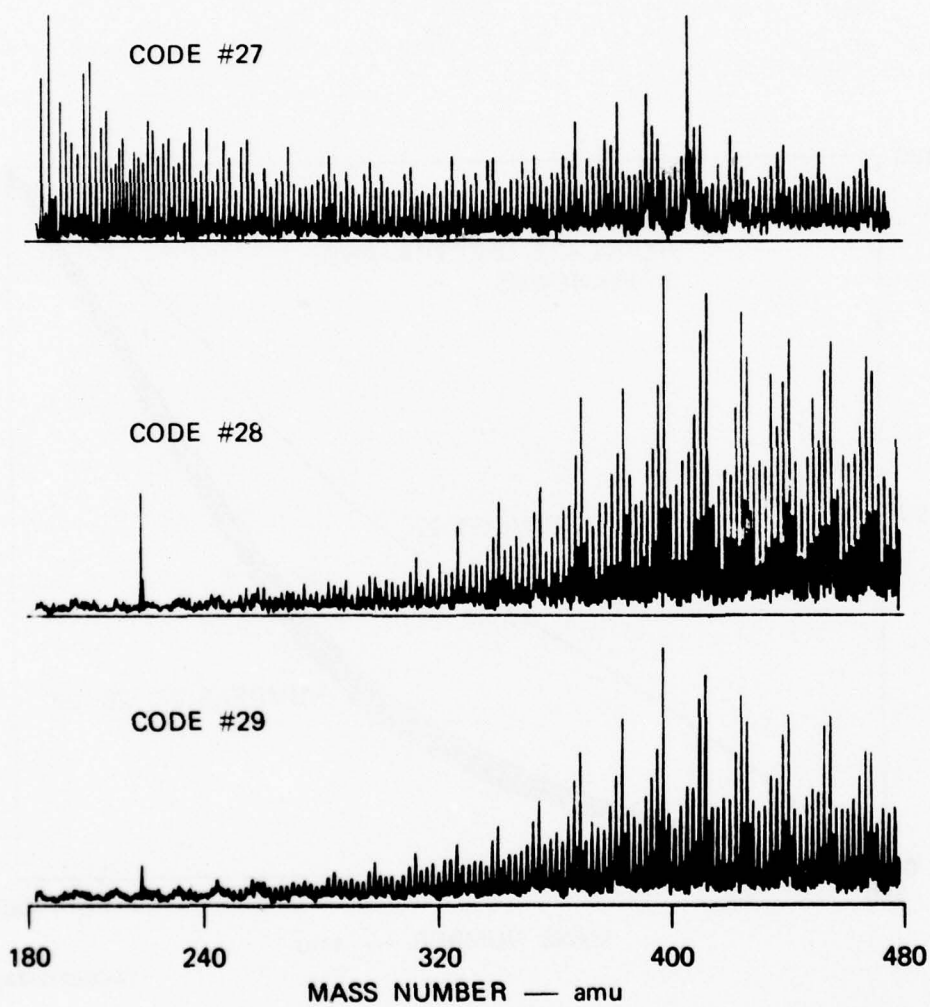 CODE #27
CODE #28
CODE #29
180 240 320 400 480
MASS NUMBER — amu